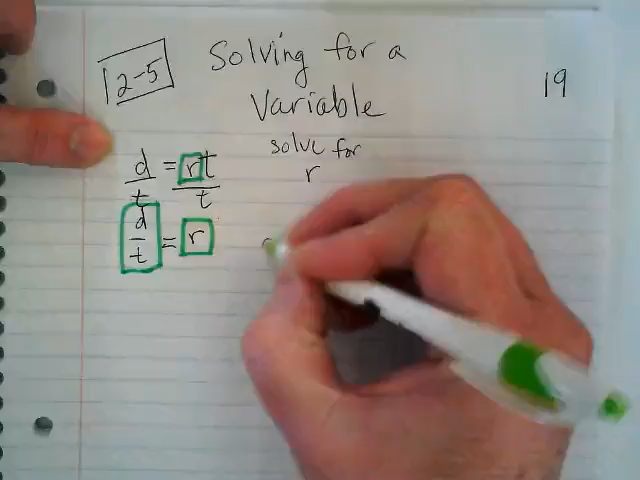 2-5 Solving for a
Variable
19
solve for
r
d = rt
t t
d
t = r